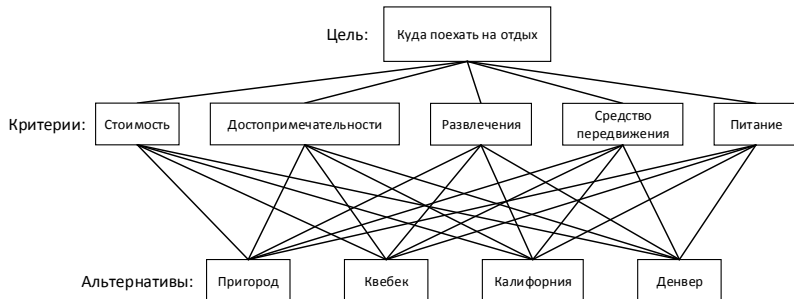 Цель:
Куда поехать на отдых
Критерии:
Стоимость
Достопримечательности
Развлечения
Средство
передвижения
Питание
Альтернативы:
Пригород
Квебек
Калифорния
Денвер